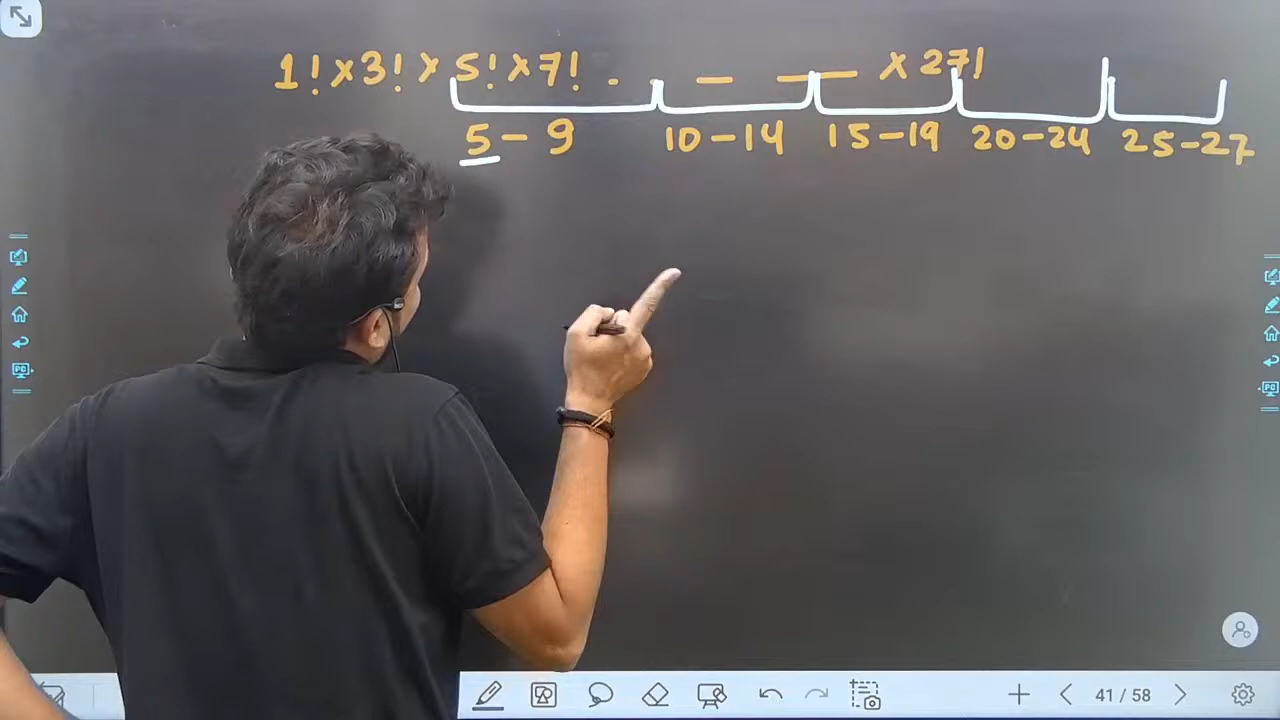 1! × 3! × 5! × 7! . . — — — × 27!
5 - 9 10 - 14 15 - 19 20 - 24 25 - 27
41 / 58